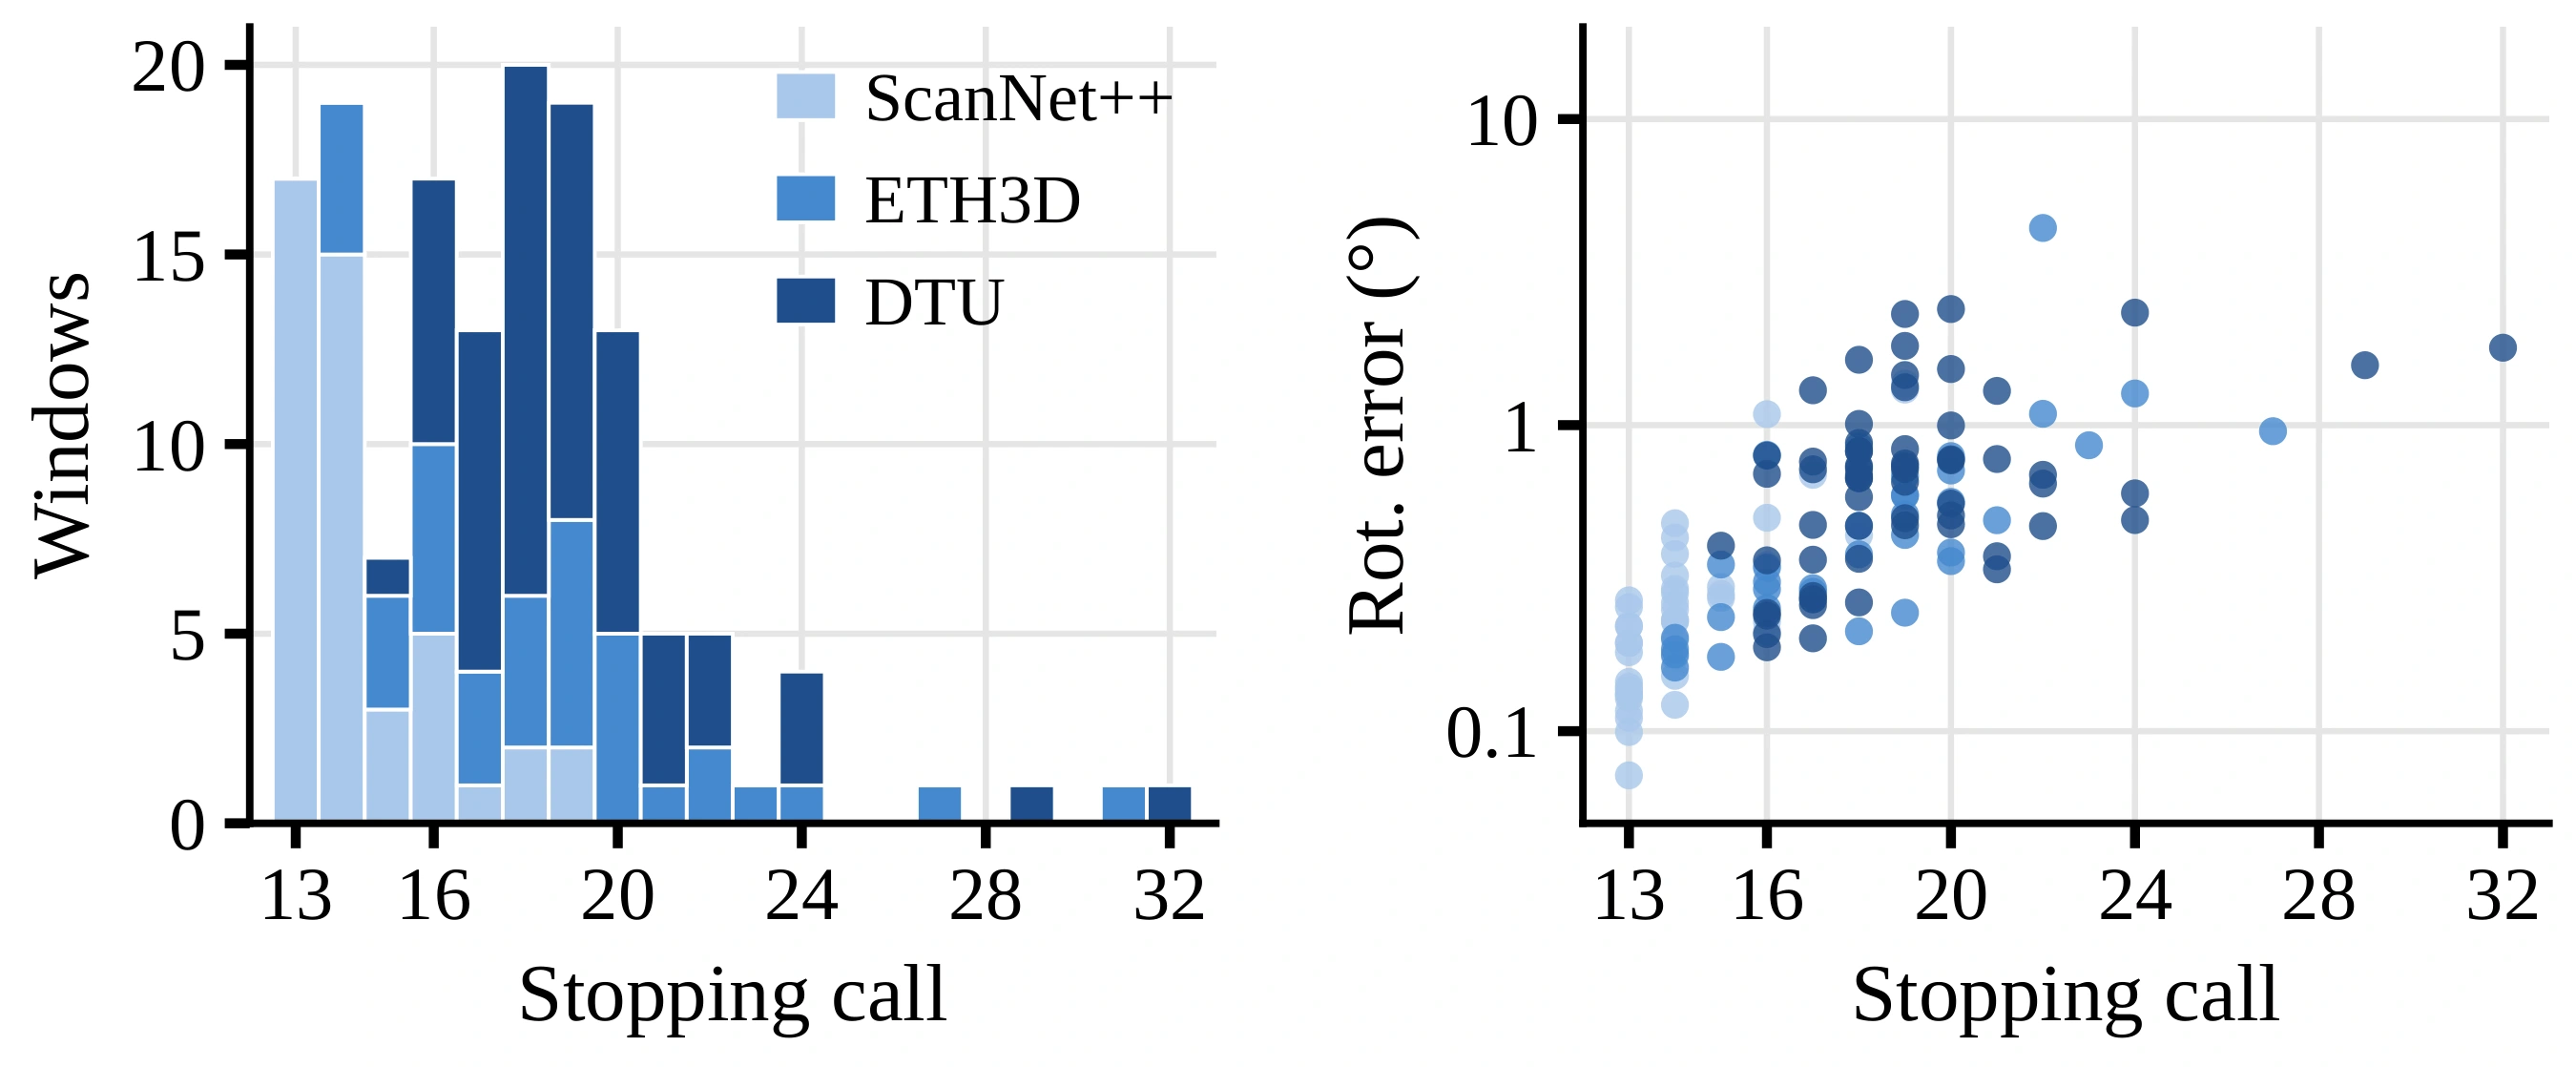 Windows
20
15
10
5
0
ScanNet++
ETH3D
DTU
13 16 20 24 28 32
Stopping call
Rot. error (°)
10
1
0.1
13 16 20 24 28 32
Stopping call